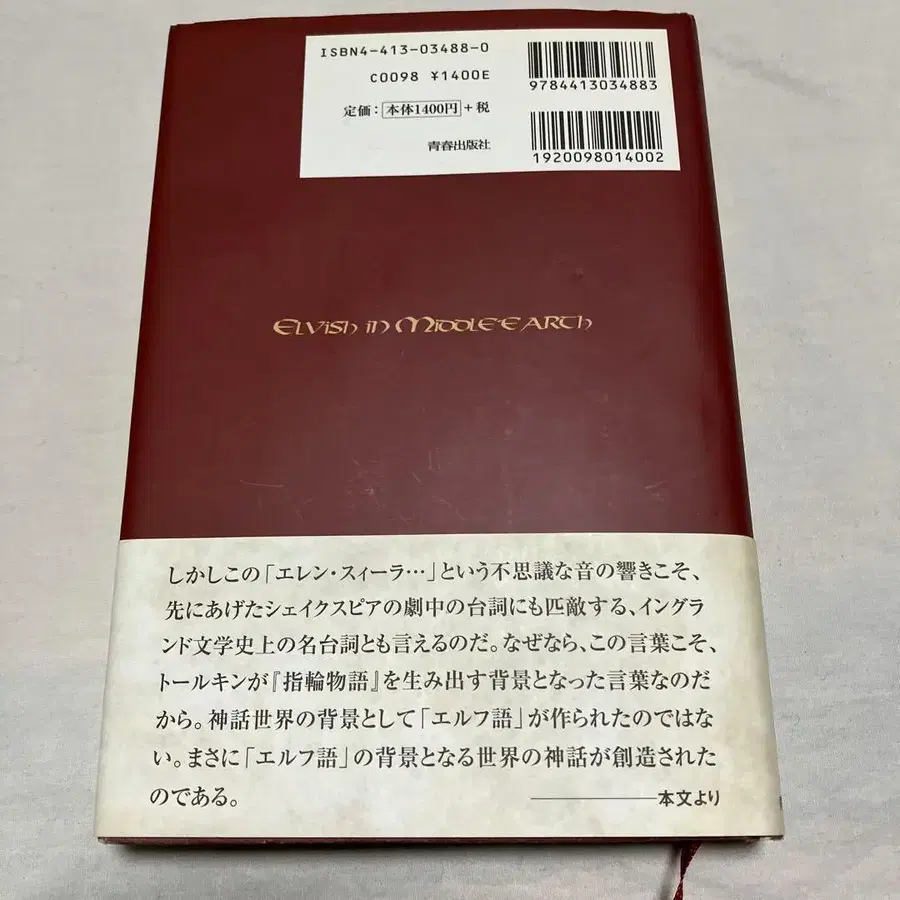 ISBN4-413-03488-0
C0098 ¥1400E
定価：本体1400円+税
青春出版社
9784413034883
1920098014002
ELVISH IN MIDDLE-EARTH
しかしこの「エレン・スィーラ…」という不思議な音の響きこそ、
先にあげたシェイクスピアの劇中の台詞にも匹敵する、イングラ
ンド文学史上の名台詞とも言えるのだ。なぜなら、この言葉こそ、
トールキンが『指輪物語』を生み出す背景となった言葉なのだ
から。神話世界の背景として「エルフ語」が作られたのではな
い。まさに「エルフ語」の背景となる世界の神話が創造された
のである。
――本文より